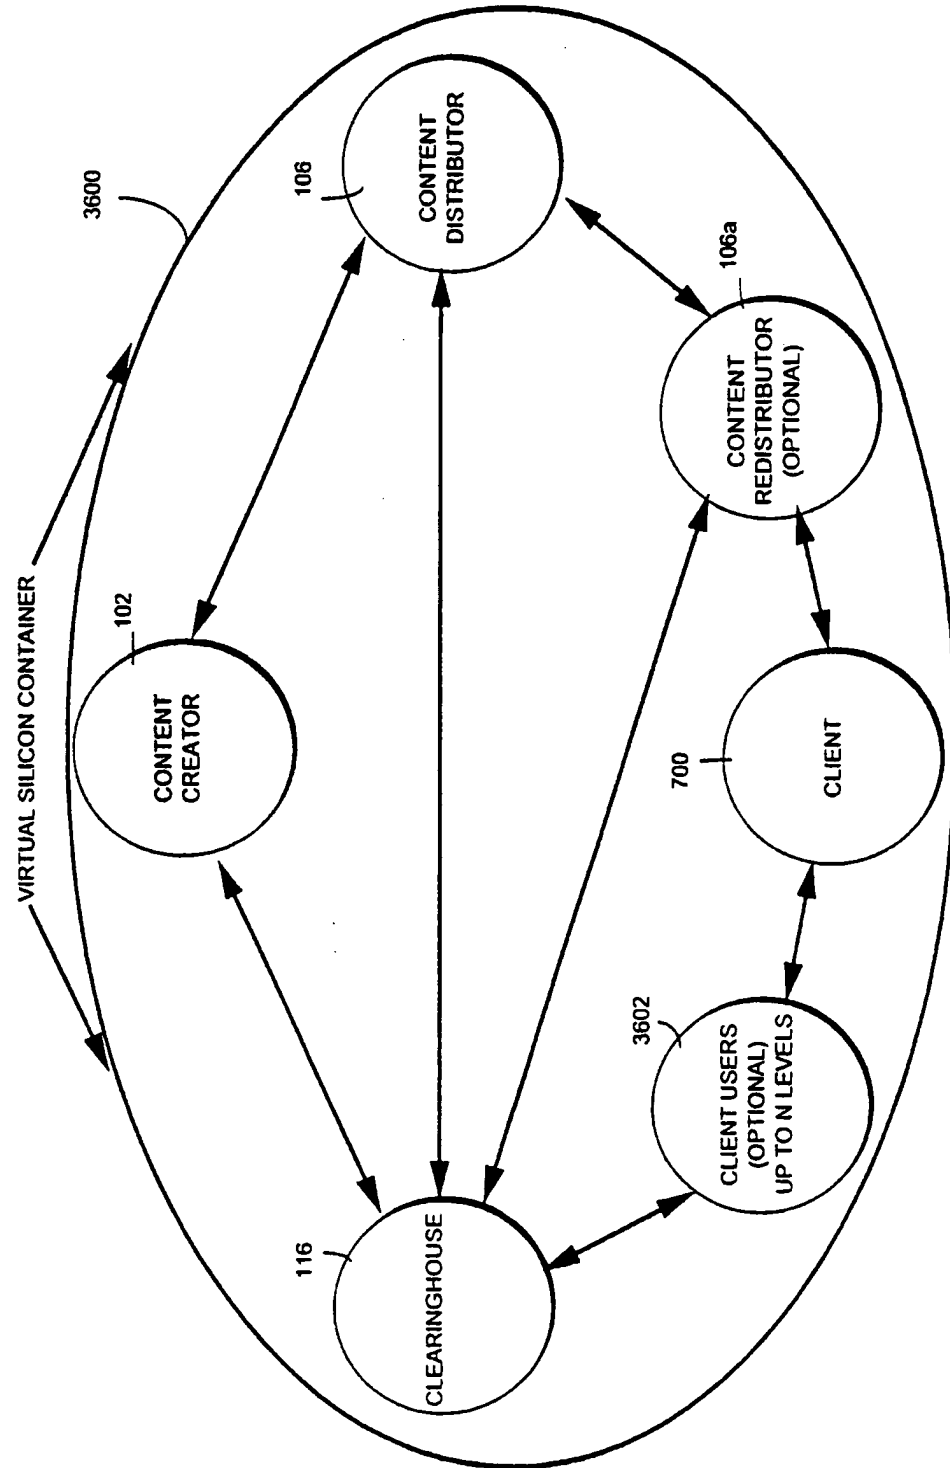 VIRTUAL SILICON CONTAINER
3600
102
CONTENT
CREATOR
106
CONTENT
DISTRIBUTOR
116
CLEARINGHOUSE
106a
CONTENT
REDISTRIBUTOR
(OPTIONAL)
3602
CLIENT USERS
(OPTIONAL)
UP TO N LEVELS
700
CLIENT